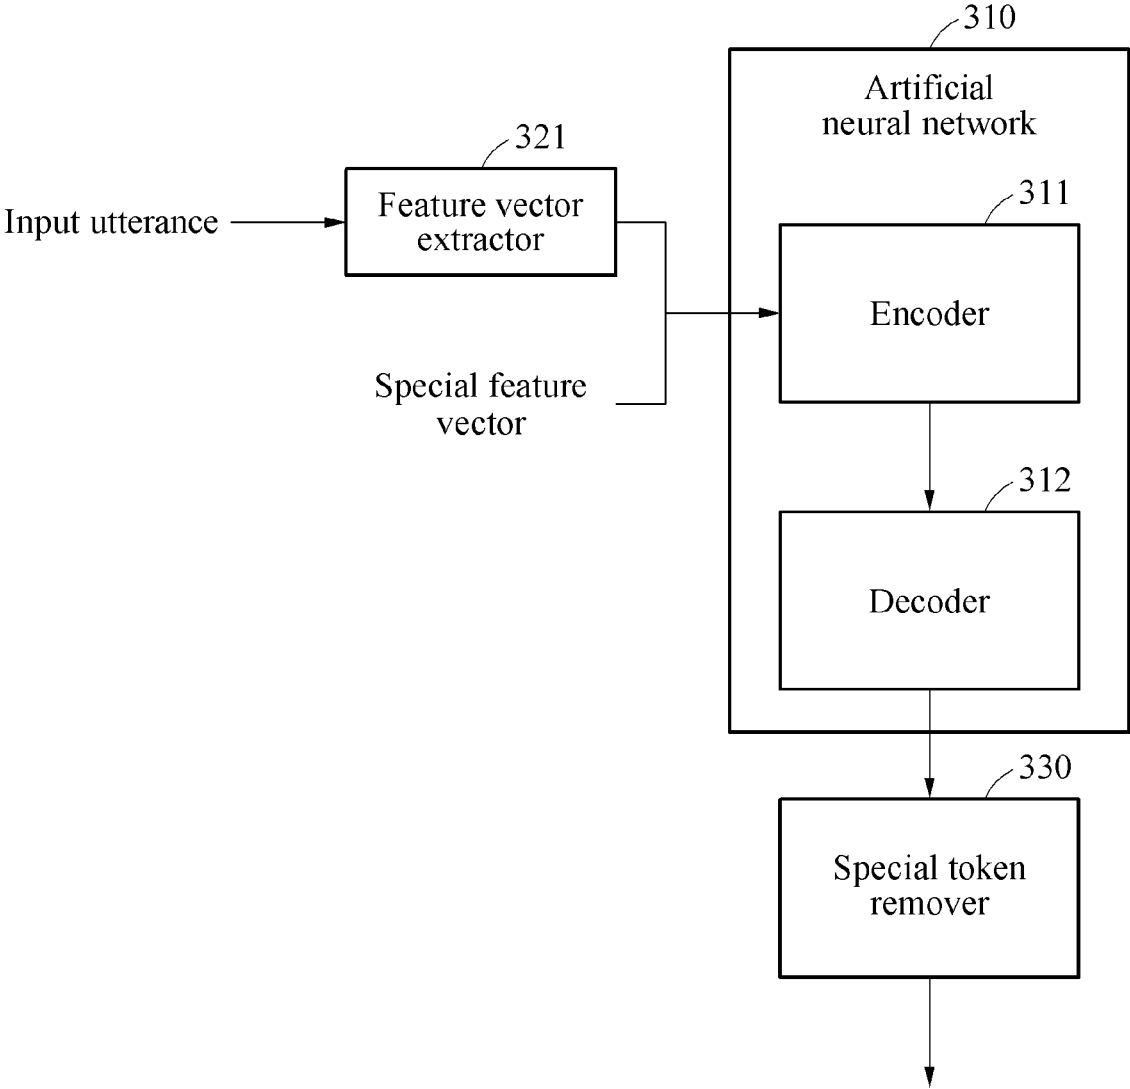 310
Artificial
neural network
321
Feature vector
extractor
Input utterance
311
Encoder
Special feature
vector
312
Decoder
330
Special token
remover